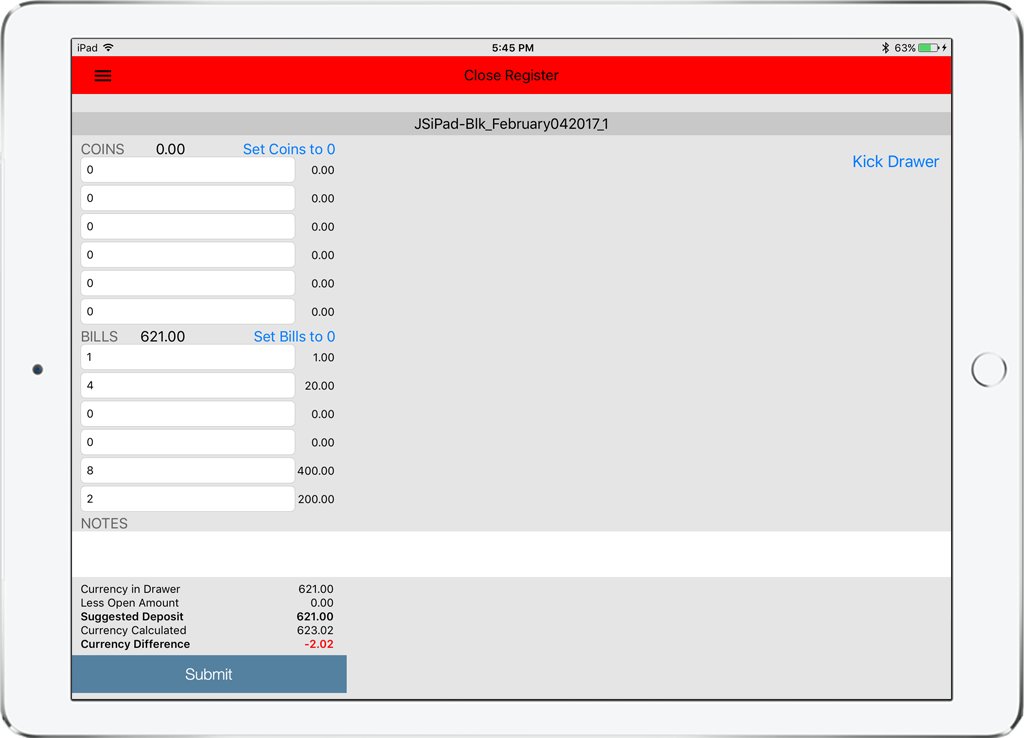 iPad 5:45 PM 63%
Close Register
JSiPad-Blk_February042017_1
COINS 0.00 Set Coins to 0
Kick Drawer
0 0.00
0 0.00
0 0.00
0 0.00
0 0.00
0 0.00
BILLS 621.00 Set Bills to 0
1 1.00
4 20.00
0 0.00
0 0.00
8 400.00
2 200.00
NOTES
Currency in Drawer 621.00
Less Open Amount 0.00
Suggested Deposit 621.00
Currency Calculated 623.02
Currency Difference -2.02
Submit